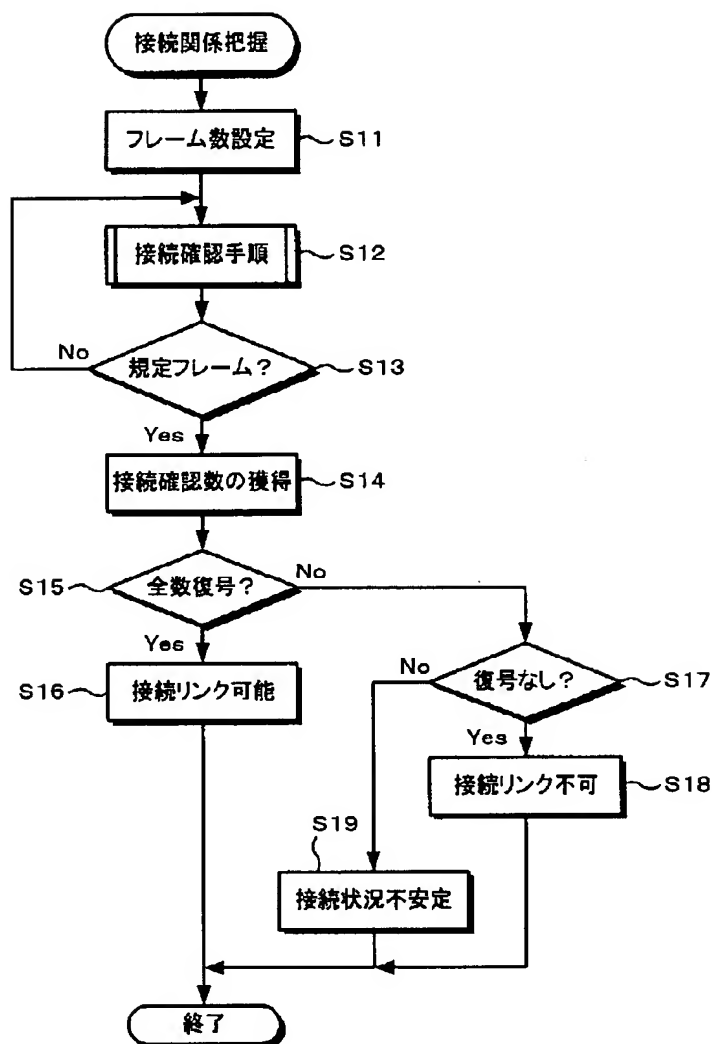 接続関係把握
フレーム数設定
S11
接続確認手順
S12
No
規定フレーム?
S13
Yes
接続確認数の獲得
S14
S15
全数復号?
No
Yes
S16
接続リンク可能
No
復号なし?
S17
Yes
接続リンク不可
S18
S19
接続状況不安定
終了